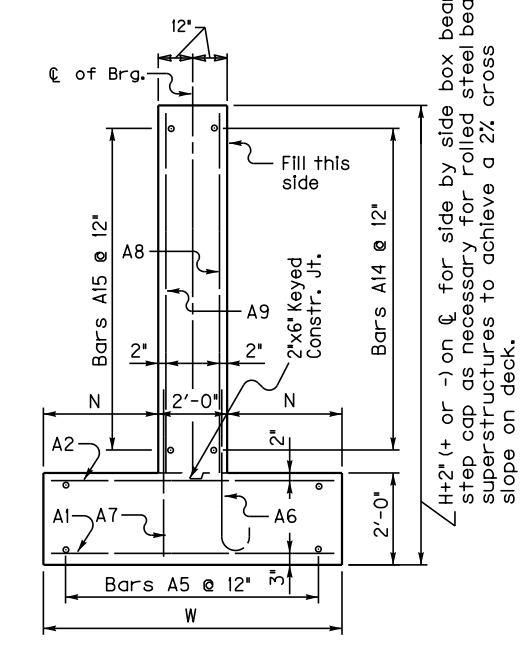 12"
℄ of Brg.
Fill this
side
A8
2"x6" Keyed
Constr. Jt.
Bars A15 @ 12"
Bars A14 @ 12"
A9
2"
2"
N
2'-0"
N
A2
2"
A1
A7
A6
2'-0"
Bars A5 @ 12"
3"
W
H+2" (+ or -) on ℄ for side by side box bea
step cap as necessary for rolled steel bea
superstructures to achieve a 2% cross
slope on deck.